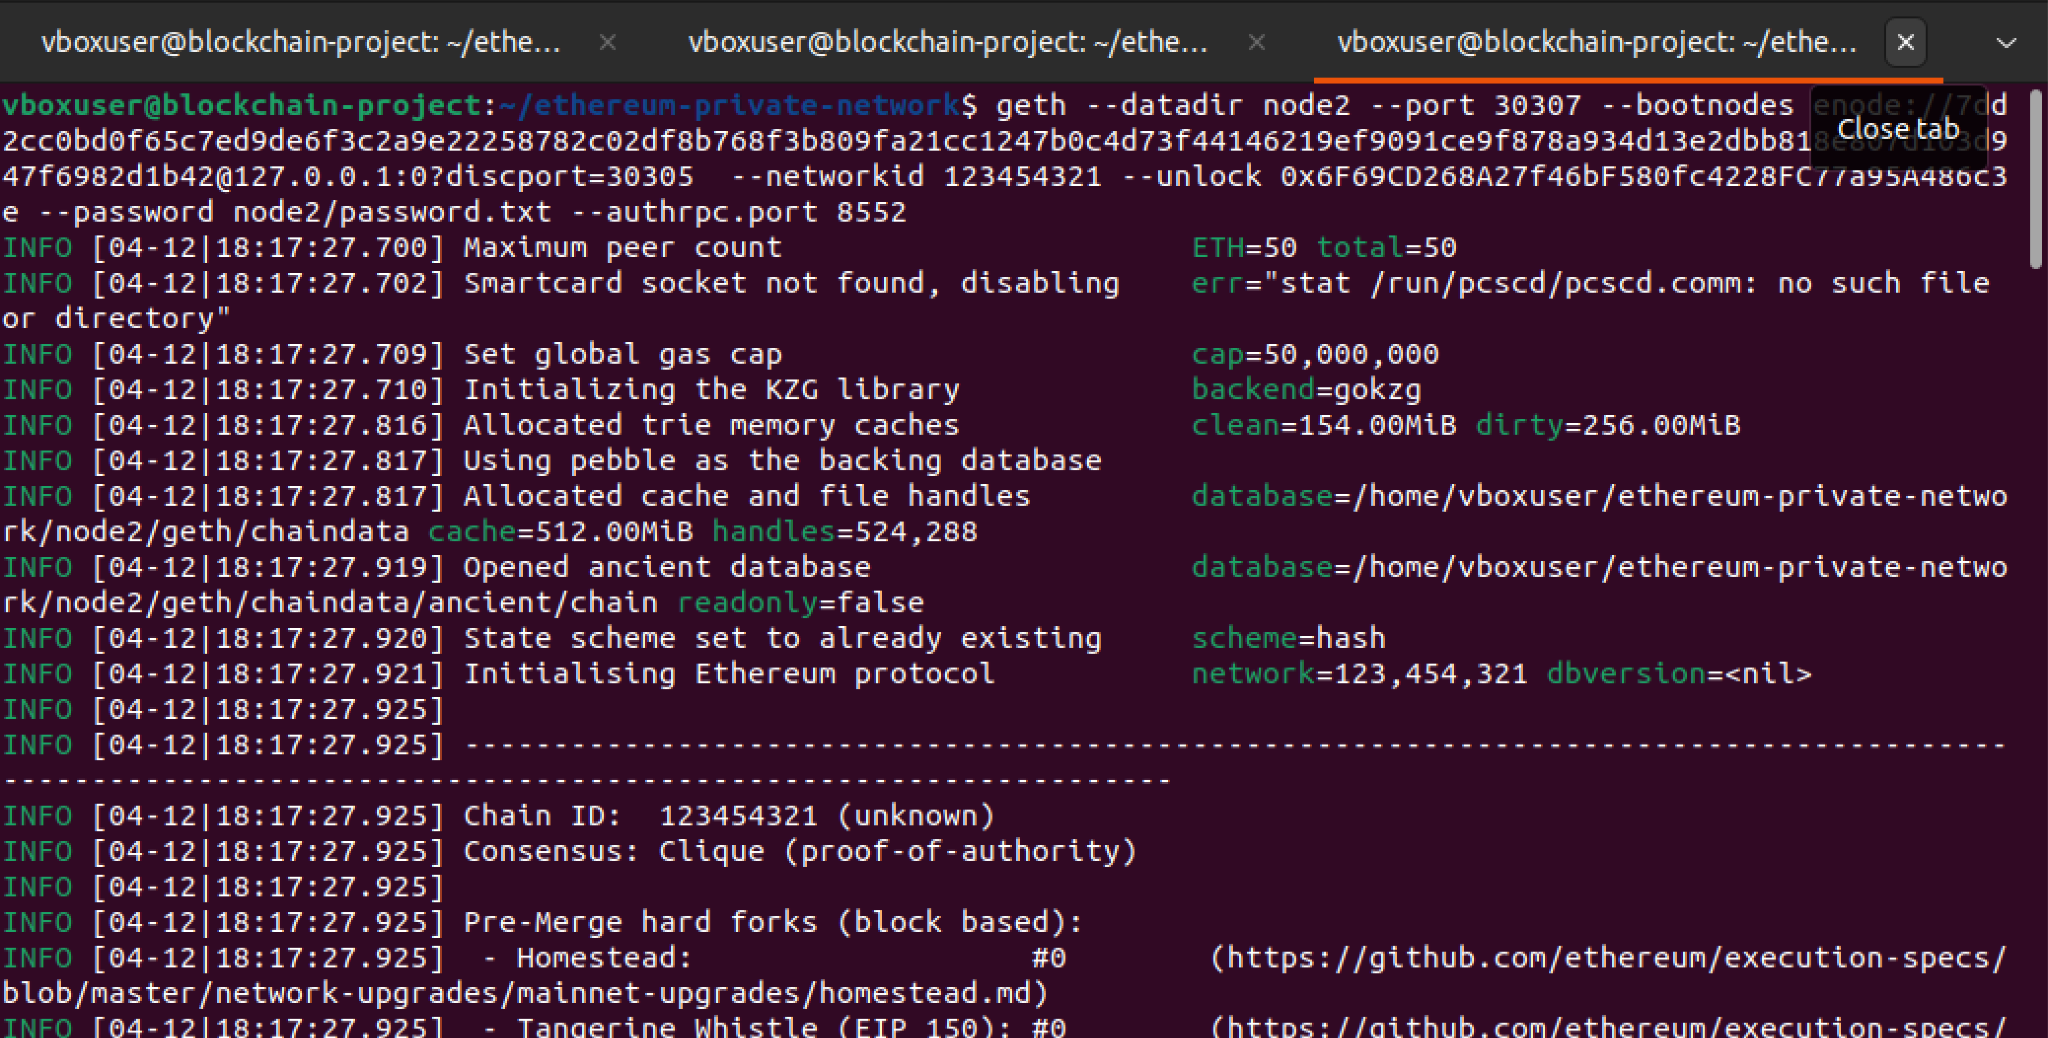 vboxuser@blockchain-project: ~/ethe...
vboxuser@blockchain-project: ~/ethe...
vboxuser@blockchain-project: ~/ethe...
Close tab
vboxuser@blockchain-project:~/ethereum-private-network$ geth --datadir node2 --port 30307 --bootnodes enode://7dd
2cc0bd0f65c7ed9de6f3c2a9e22258782c02df8b768f3b809fa21cc1247b0c4d73f44146219ef9091ce9f878a934d13e2dbb818e807d103d9
47f6982d1b42@127.0.0.1:0?discport=30305  --networkid 123454321 --unlock 0x6F69CD268A27f46bF580fc4228FC77a95A486c3
e --password node2/password.txt --authrpc.port 8552
INFO [04-12|18:17:27.700] Maximum peer count                       ETH=50 total=50
INFO [04-12|18:17:27.702] Smartcard socket not found, disabling    err="stat /run/pcscd/pcscd.comm: no such file
or directory"
INFO [04-12|18:17:27.709] Set global gas cap                       cap=50,000,000
INFO [04-12|18:17:27.710] Initializing the KZG library             backend=gokzg
INFO [04-12|18:17:27.816] Allocated trie memory caches             clean=154.00MiB dirty=256.00MiB
INFO [04-12|18:17:27.817] Using pebble as the backing database
INFO [04-12|18:17:27.817] Allocated cache and file handles         database=/home/vboxuser/ethereum-private-netwo
rk/node2/geth/chaindata cache=512.00MiB handles=524,288
INFO [04-12|18:17:27.919] Opened ancient database                  database=/home/vboxuser/ethereum-private-netwo
rk/node2/geth/chaindata/ancient/chain readonly=false
INFO [04-12|18:17:27.920] State scheme set to already existing     scheme=hash
INFO [04-12|18:17:27.921] Initialising Ethereum protocol           network=123,454,321 dbversion=<nil>
INFO [04-12|18:17:27.925]
INFO [04-12|18:17:27.925] ---------------------------------------------------------------------------------------
------------------------------------------------------------------
INFO [04-12|18:17:27.925] Chain ID:  123454321 (unknown)
INFO [04-12|18:17:27.925] Consensus: Clique (proof-of-authority)
INFO [04-12|18:17:27.925]
INFO [04-12|18:17:27.925] Pre-Merge hard forks (block based):
INFO [04-12|18:17:27.925]  - Homestead:                   #0        (https://github.com/ethereum/execution-specs/
blob/master/network-upgrades/mainnet-upgrades/homestead.md)
INFO [04-12|18:17:27.925]  - Tangerine Whistle (EIP 150): #0        (https://github.com/ethereum/execution-specs/